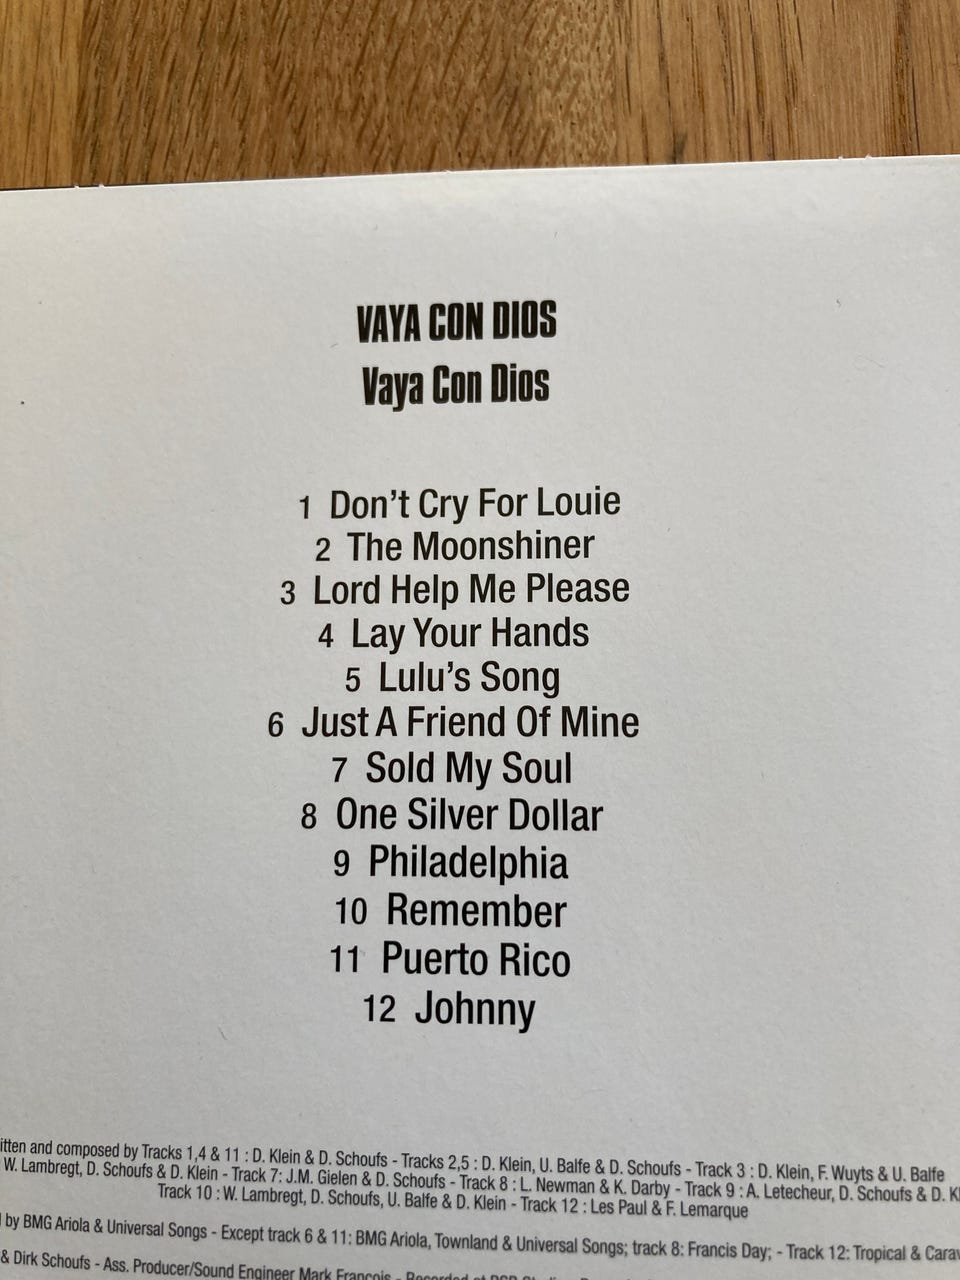 VAYA CON DIOS
Vaya Con Dios
1 Don't Cry For Louie
2 The Moonshiner
3 Lord Help Me Please
4 Lay Your Hands
5 Lulu's Song
6 Just A Friend Of Mine
7 Sold My Soul
8 One Silver Dollar
9 Philadelphia
10 Remember
11 Puerto Rico
12 Johnny
itten and composed by Tracks 1,4 & 11 : D. Klein & D. Schoufs - Tracks 2,5 : D. Klein, U. Balfe & D. Schoufs - Track 3 : D. Klein, F. Wuyts & U. Balfe
W. Lambregt, D. Schoufs & D. Klein - Track 7: J.M. Gielen & D. Schoufs - Track 8 : L. Newman & K. Darby - Track 9 : A. Letecheur, D. Schoufs & D. Kl
Track 10 : W. Lambregt, D. Schoufs, U. Balfe & D. Klein - Track 12 : Les Paul & F. Lemarque
by BMG Ariola & Universal Songs - Except track 6 & 11: BMG Ariola, Townland & Universal Songs; track 8: Francis Day; - Track 12: Tropical & Carav
& Dirk Schoufs - Ass. Producer/Sound Engineer Mark François - Recorded at